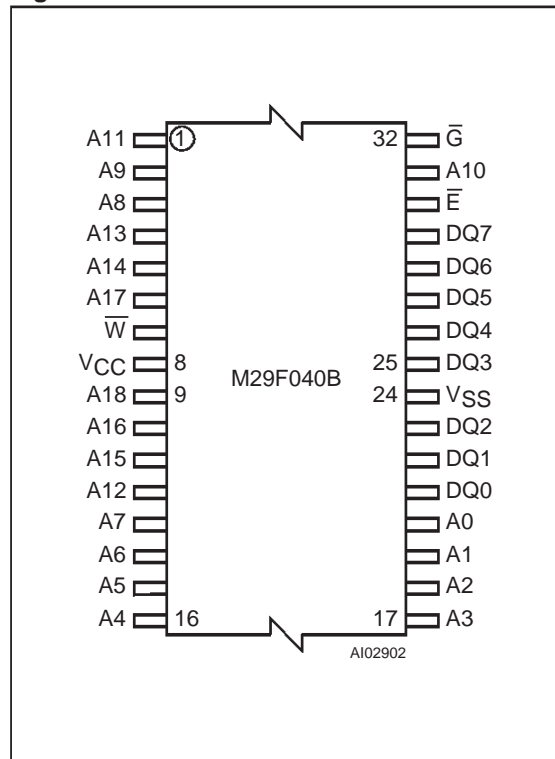 A11 1 32 G̅
A9 A10
A8 E̅
A13 DQ7
A14 DQ6
A17 DQ5
W̅ DQ4
VCC 8 25 DQ3
M29F040B
A18 9 24 VSS
A16 DQ2
A15 DQ1
A12 DQ0
A7 A0
A6 A1
A5 A2
A4 16 17 A3
AI02902